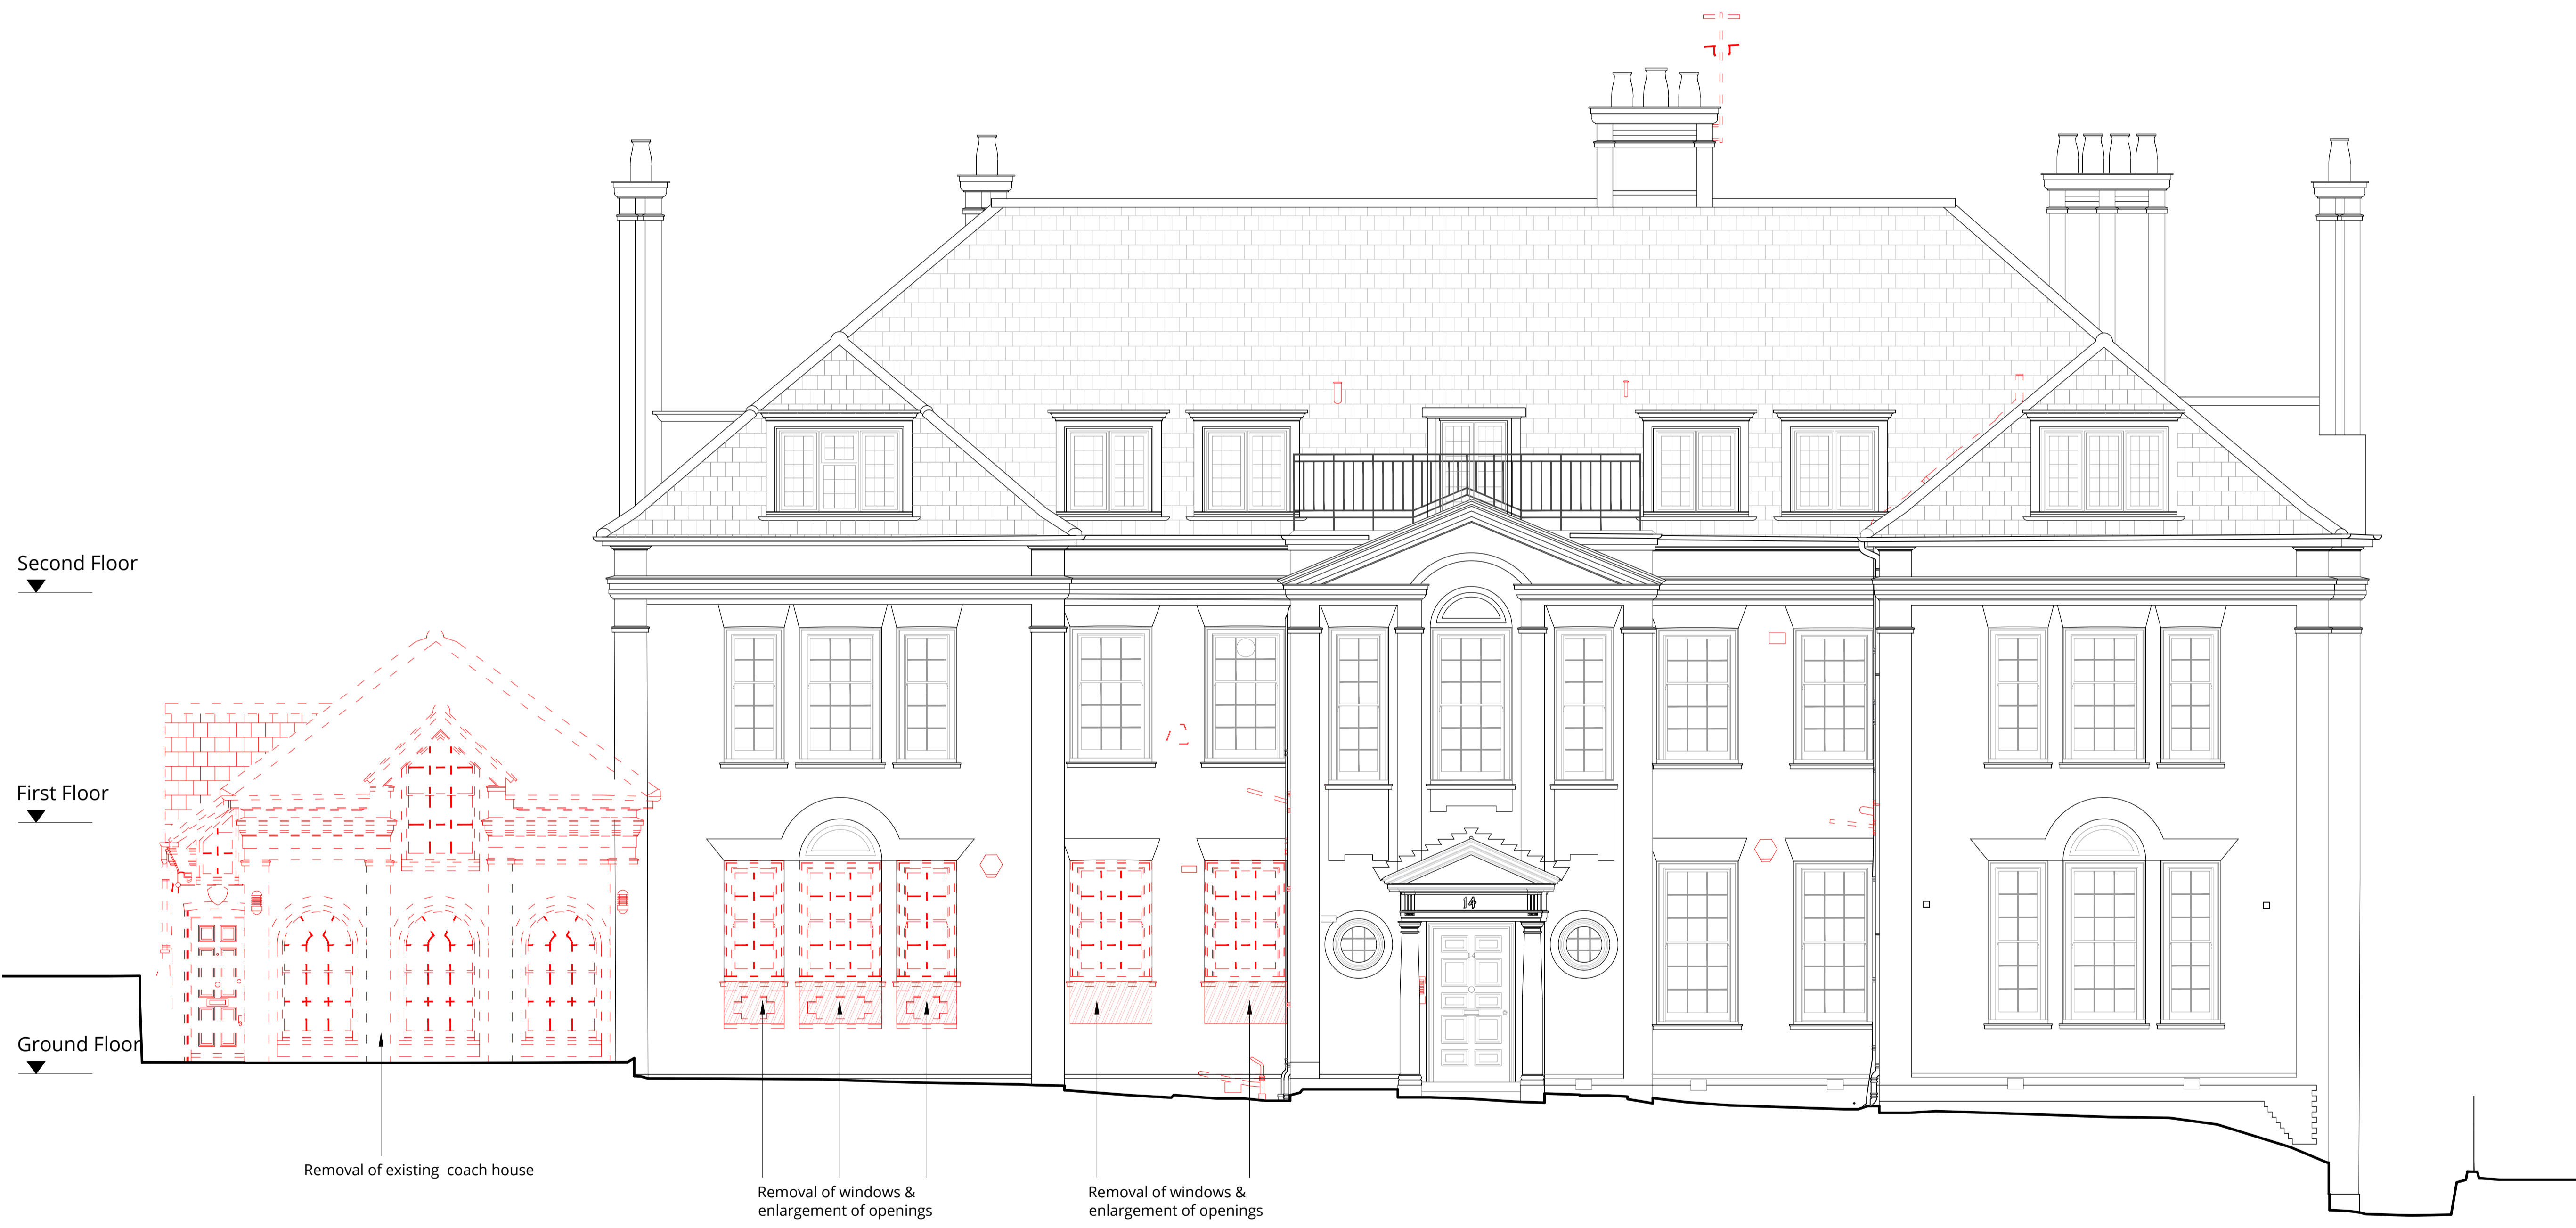 Second Floor
First Floor
14
Ground Floor
Removal of existing coach house
Removal of windows &
enlargement of openings
Removal of windows &
enlargement of openings